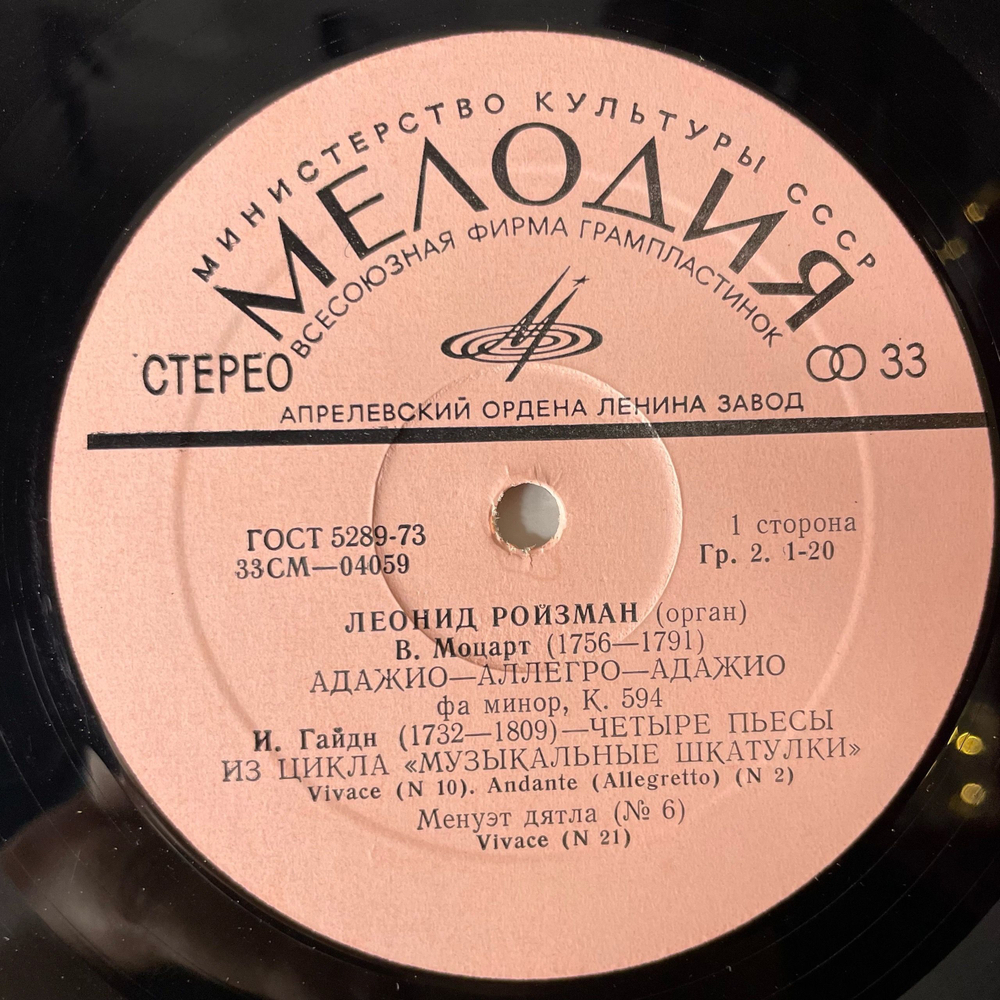 МИНИСТЕРСТВО КУЛЬТУРЫ СССР
МЕЛОДИЯ
ВСЕСОЮЗНАЯ ФИРМА ГРАМПЛАСТИНОК
СТЕРЕО
33
АПРЕЛЕВСКИЙ ОРДЕНА ЛЕНИНА ЗАВОД
ГОСТ 5289-73
33СМ—04059
1 сторона
Гр. 2. 1-20
ЛЕОНИД РОЙЗМАН (орган)
В. Моцарт (1756—1791)
АДАЖИО—АЛЛЕГРО—АДАЖИО
фа минор, К. 594
И. Гайдн (1732—1809)—ЧЕТЫРЕ ПЬЕСЫ
ИЗ ЦИКЛА «МУЗЫКАЛЬНЫЕ ШКАТУЛКИ»
Vivace (N 10). Andante (Allegretto) (N 2)
Менуэт дятла (№ 6)
Vivace (N 21)